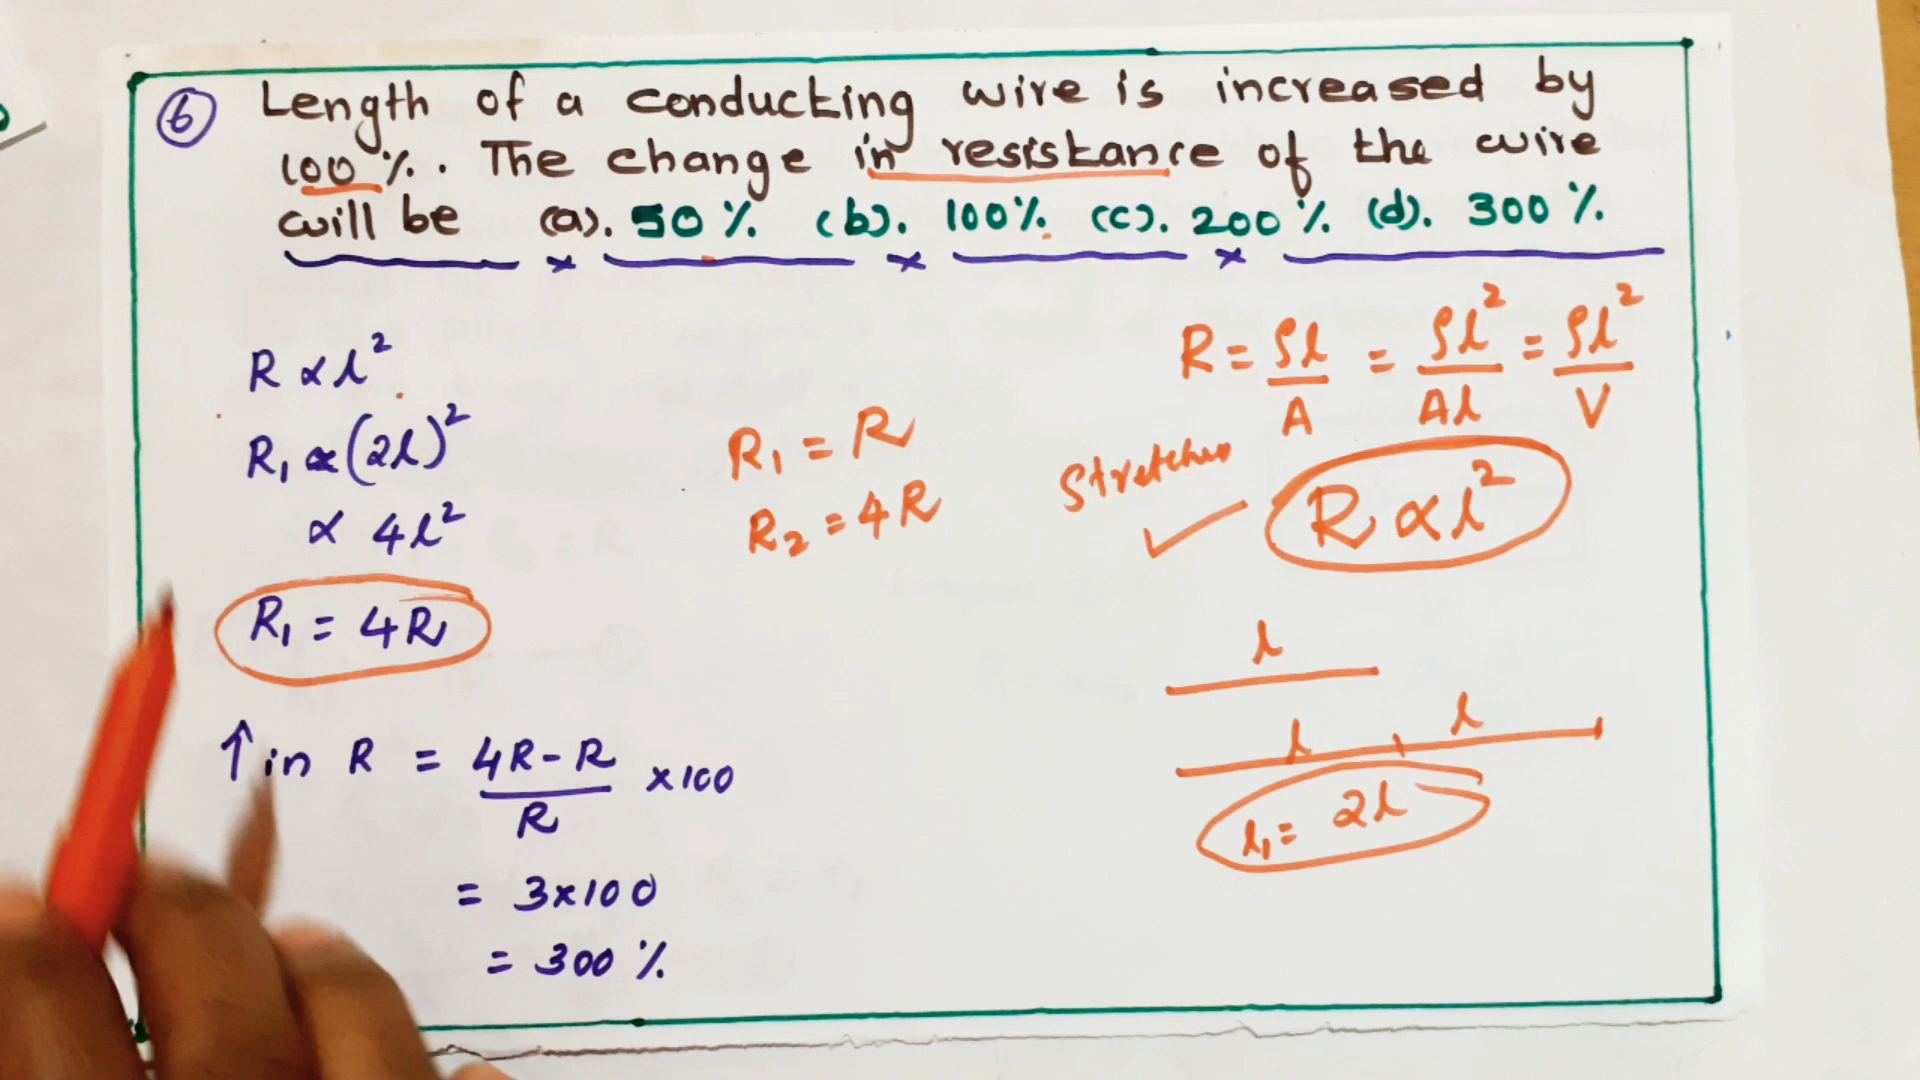 6 Length of a conducting wire is increased by
100%. The change in resistance of the wire
will be (a). 50% (b). 100% (c). 200% (d). 300%
R ∝ l²
R₁ ∝ (2l)²
∝ 4l²
R₁ = 4R
↑ in R = 4R-R / R ×100
= 3×100
= 300%
R₁ = R
R₂ = 4R
R = ρl / A = ρl² / Al = ρl² / V
R ∝ l²
l
l l
l₁ = 2l